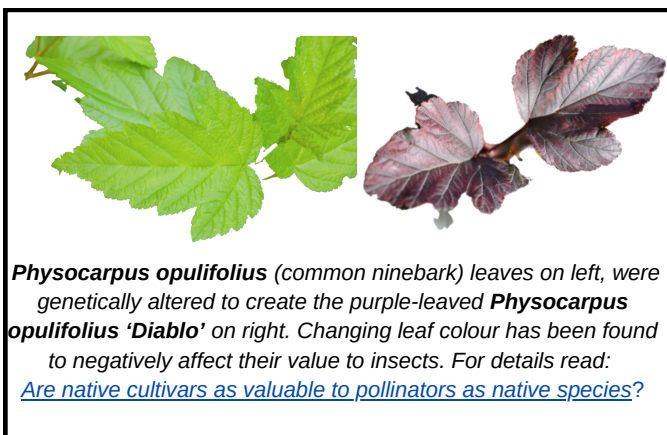 Physocarpus opulifolius (common ninebark) leaves on left, were
genetically altered to create the purple-leaved Physocarpus
opulifolius ‘Diablo’ on right. Changing leaf colour has been found
to negatively affect their value to insects. For details read:
Are native cultivars as valuable to pollinators as native species?